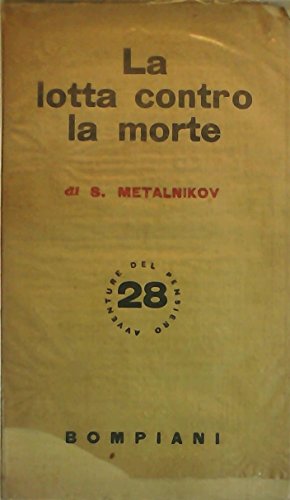 La
lotta contro
la morte
di S. METALNIKOV
AVVENTURE DEL PENSIERO
28
BOMPIANI